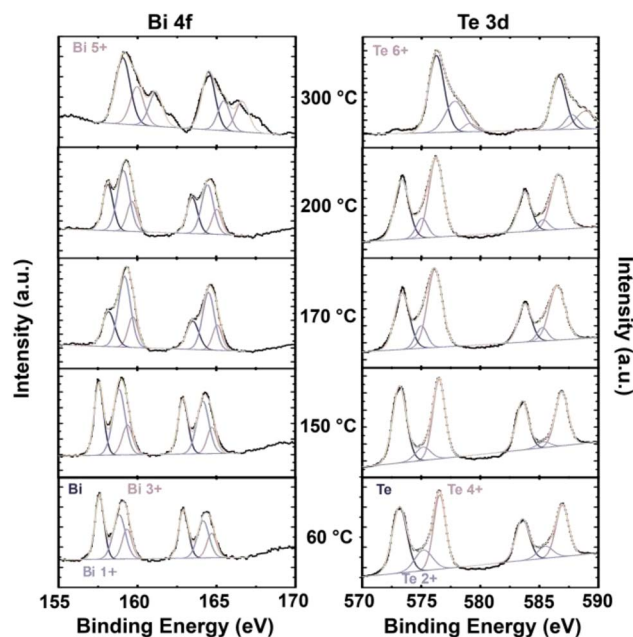 Bi 4f
Te 3d
Bi 5+
Te 6+
300 °C
200 °C
170 °C
150 °C
60 °C
Bi
Bi 3+
Bi 1+
Te
Te 4+
Te 2+
Intensity (a.u.)
Intensity (a.u.)
155 160 165 170
570 575 580 585 590
Binding Energy (eV)
Binding Energy (eV)